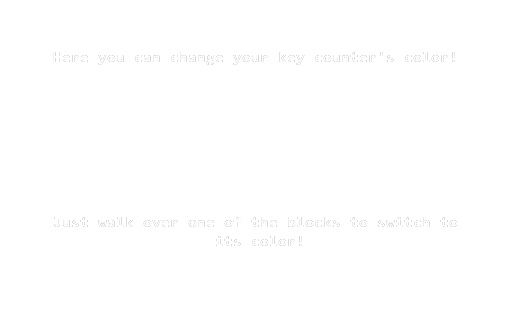 Here you can change your key counter's color!
Just walk over one of the blocks to switch to
its color!